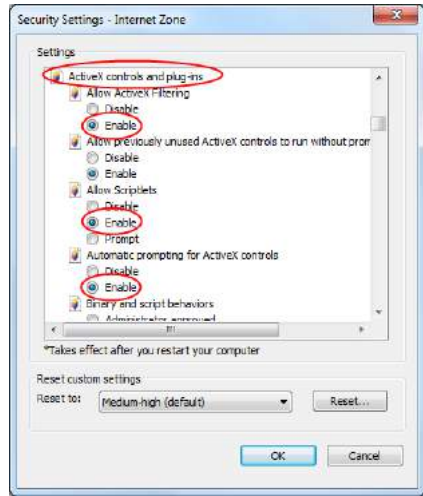 Security Settings - Internet Zone
Settings
ActiveX controls and plug-ins
Allow ActiveX Filtering
Disable
Enable
Allow previously unused ActiveX controls to run without prom
Disable
Enable
Allow Scriptlets
Disable
Enable
Prompt
Automatic prompting for ActiveX controls
Disable
Enable
Binary and script behaviors
Administrator approved
*Takes effect after you restart your computer
Reset custom settings
Reset to: Medium-high (default) Reset...
OK Cancel